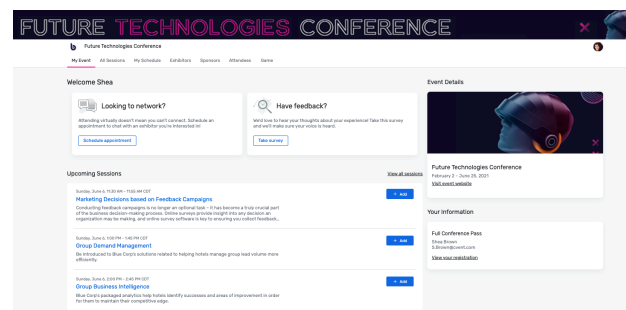 FUTURE TECHNOLOGIES CONFERENCE
b Future Technologies Conference
My Event All Sessions My Schedule Exhibitors Sponsors Attendees Game
Welcome Shea
Looking to network?
Attending virtually doesn't mean you can't connect. Schedule an
appointment to chat with an exhibitor you're interested in!
Schedule appointment
Have feedback?
We'd love to hear your thoughts about your experience! Take this survey
and we'll make sure your voice is heard.
Take survey
Upcoming Sessions
View all sessions
Sunday, June 6, 11:30 AM - 11:55 AM CDT
Marketing Decisions based on Feedback Campaigns
Conducting feedback campaigns is no longer an optional task - it has become a truly crucial part
of the business decision-making process. Online surveys provide insight into any decision an
organization may be making, and online survey software is key to ensuring you collect feedback...
+ Add
Sunday, June 6, 1:00 PM - 1:45 PM CDT
Group Demand Management
Be introduced to Blue Corp's solutions related to helping hotels manage group lead volume more
efficiently.
+ Add
Sunday, June 6, 2:00 PM - 2:45 PM CDT
Group Business Intelligence
Blue Corp's packaged analytics help hotels identify successes and areas of improvement in order
for them to maintain their competitive edge.
+ Add
Event Details
Future Technologies Conference
February 2 - June 25, 2021
Visit event website
Your Information
Full Conference Pass
Shea Brown
S.Brown@cvent.com
View your registration